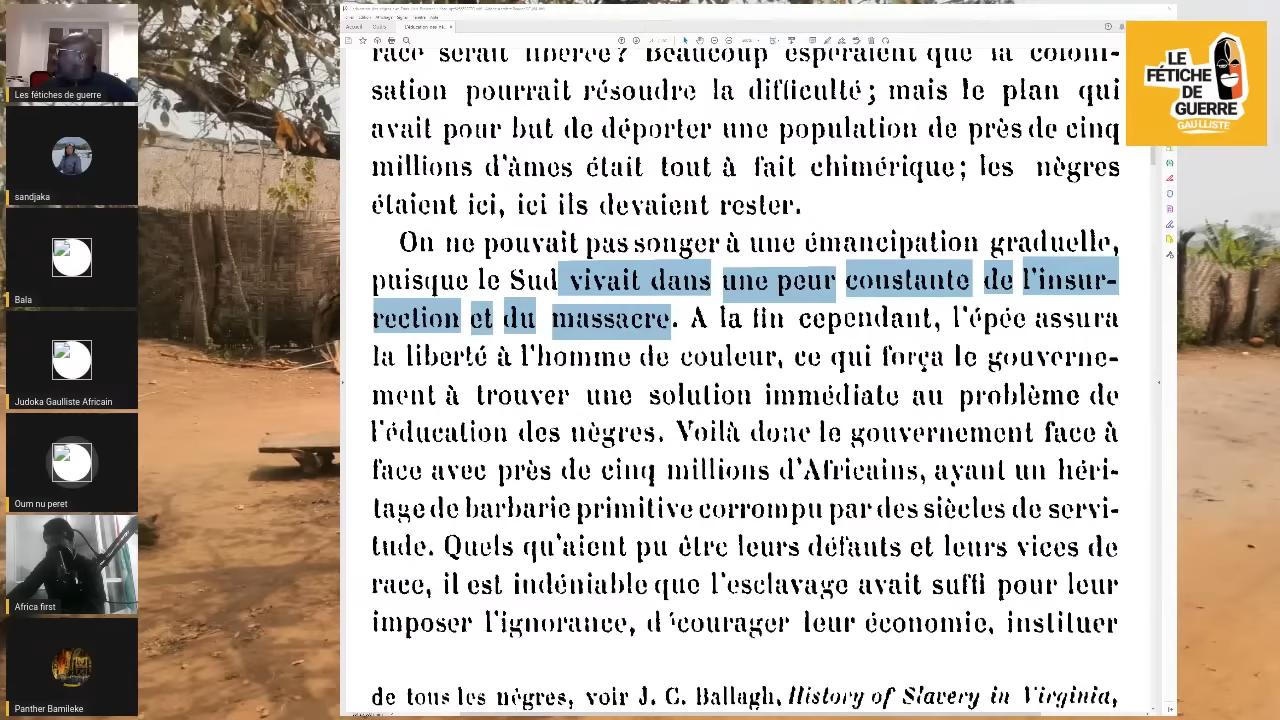 Les fétiches de guerre
sandjaka
Bala
Judoka Gaulliste Africain
Oum nu peret
Africa first
Panther Bamileke
Accueil
Outils
race serait libérée? Beaucoup espéraient que la coloni-
sation pourrait résoudre la difficulté; mais le plan qui
avait pour but de déporter une population de près de cinq
millions d'âmes était tout à fait chimérique; les nègres
étaient ici, ici ils devaient rester.
On ne pouvait pas songer à une émancipation graduelle,
puisque le Sud vivait dans une peur constante de l'insur-
rection et du massacre. A la fin cependant, l'épée assura
la liberté à l'homme de couleur, ce qui força le gouverne-
ment à trouver une solution immédiate au problème de
l'éducation des nègres. Voilà donc le gouvernement face à
face avec près de cinq millions d'Africains, ayant un héri-
tage de barbarie primitive corrompu par des siècles de servi-
tude. Quels qu'aient pu être leurs défauts et leurs vices de
race, il est indéniable que l'esclavage avait suffi pour leur
imposer l'ignorance, décourager leur économie, instituer
de tous les nègres, voir J. C. Ballagh, History of Slavery in Virginia,
LE
FÉTICHE
DE
GUERRE
GAULLISTE